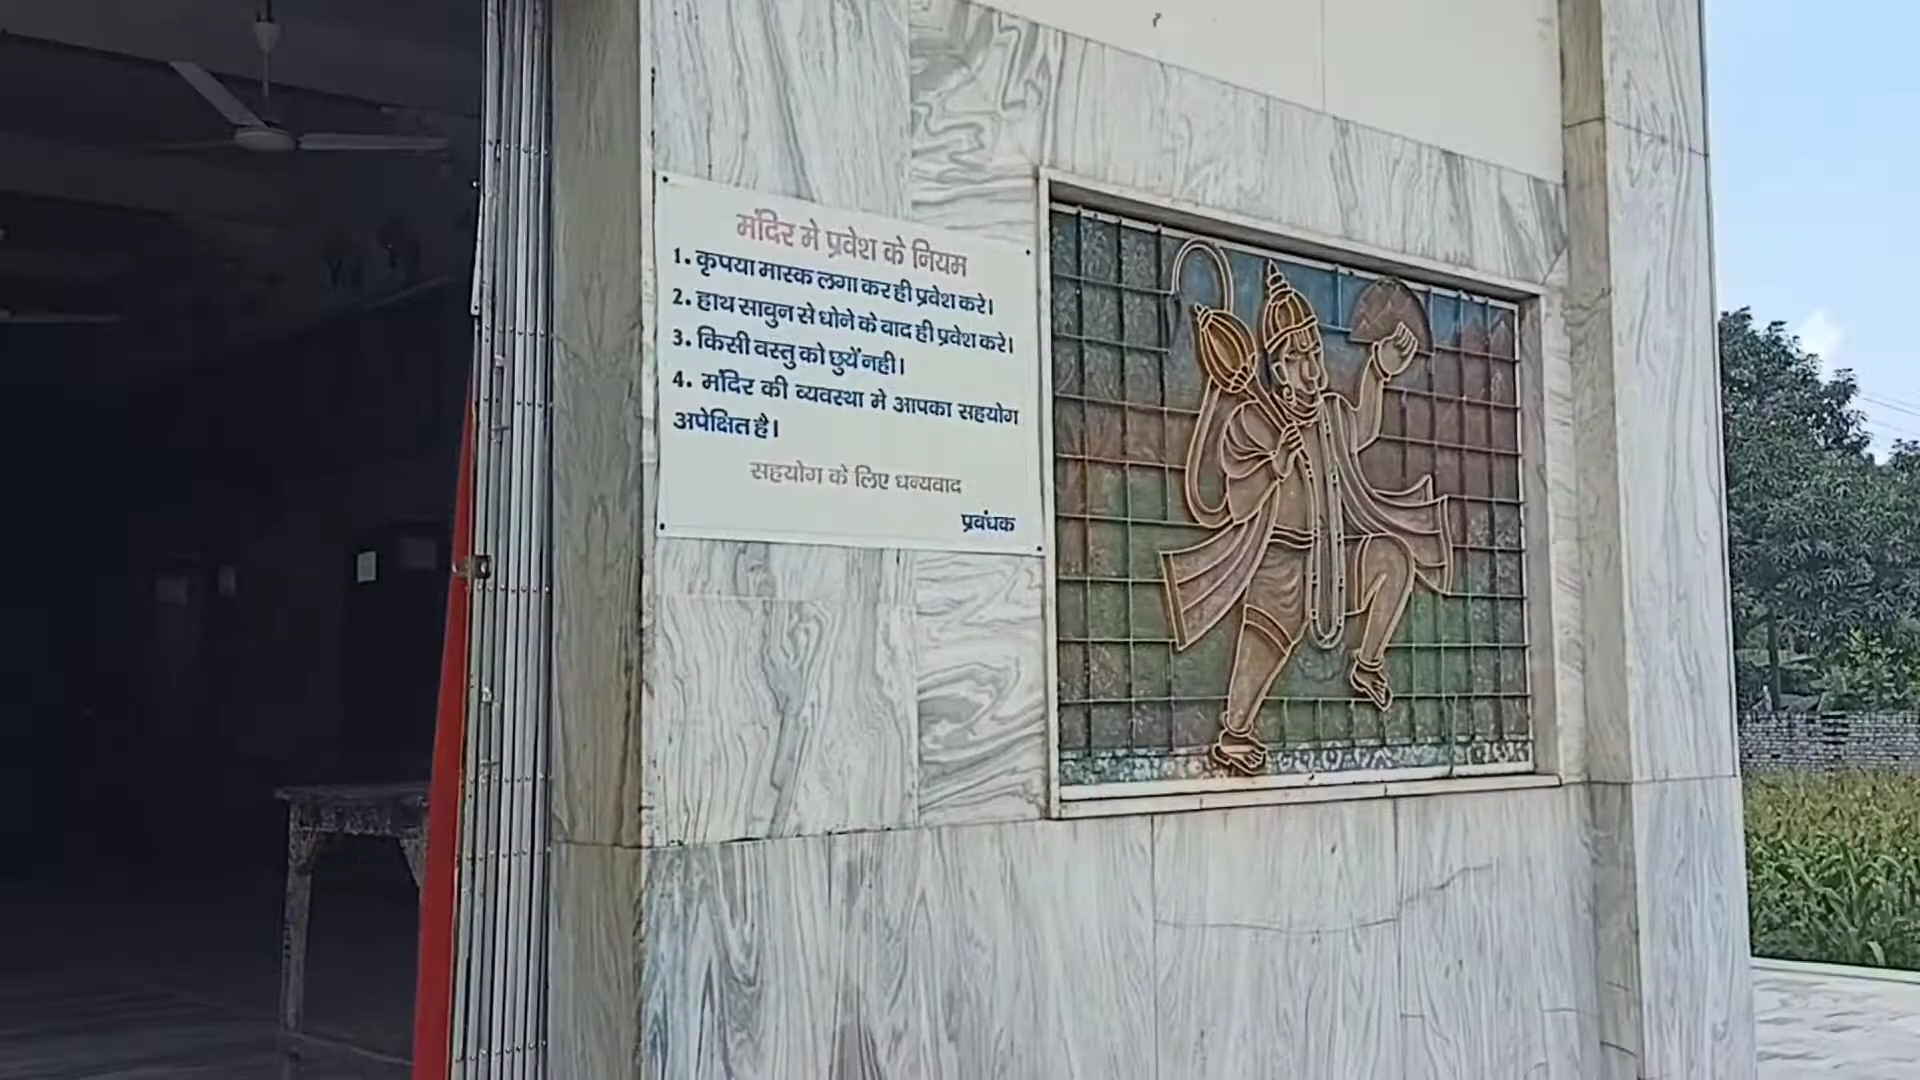 मंदिर मे प्रवेश के नियम
1. कृपया मास्क लगा कर ही प्रवेश करे।
2. हाथ साबुन से धोने के बाद ही प्रवेश करे।
3. किसी वस्तु को छुयें नही।
4. मंदिर की व्यवस्था मे आपका सहयोग
अपेक्षित है।
सहयोग के लिए धन्यवाद
प्रबंधक